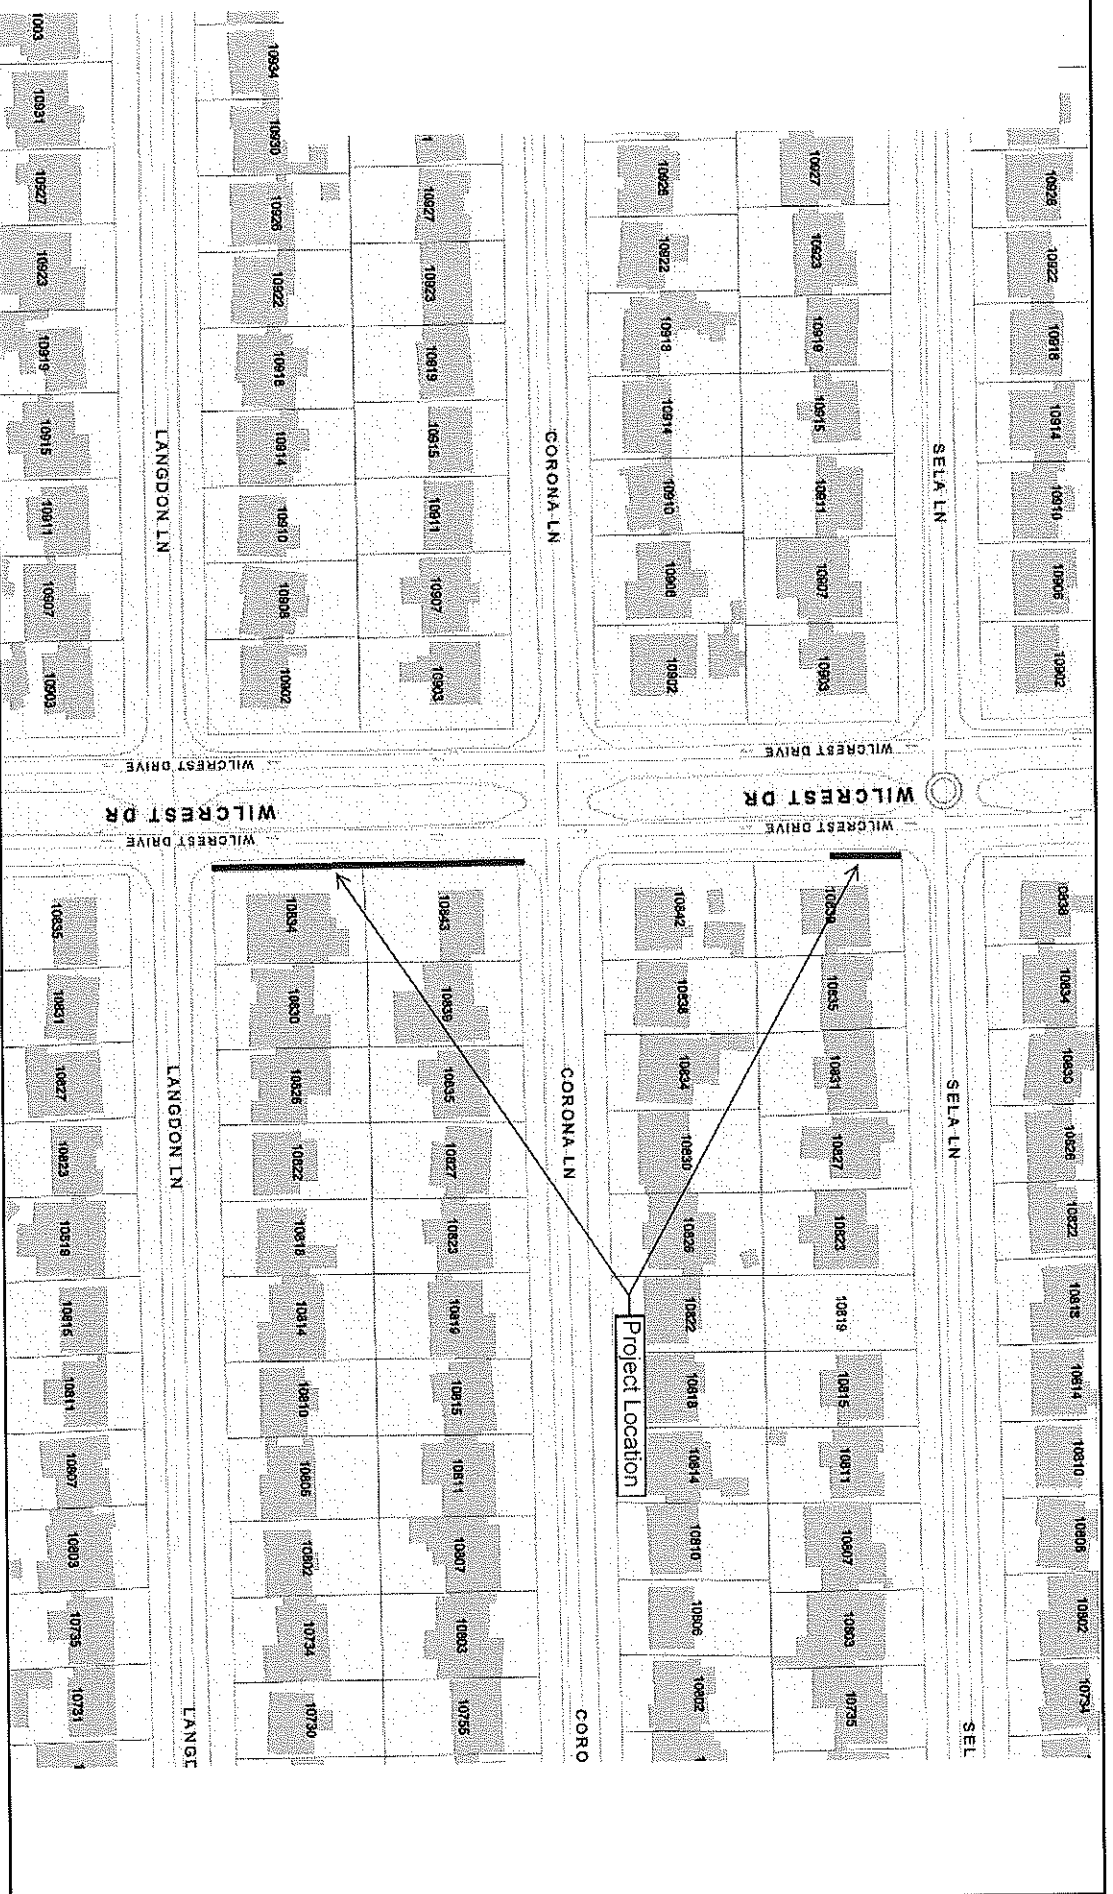 10928 10922 10918 10914 10910 10906 10902
10838 10834 10830 10826 10822 10818 10814 10810 10806 10802 10734
SELA LN
SELA LN
SEL
10927 10923 10919 10915 10911 10907 10903
10839 10835 10831 10827 10823 10819 10815 10811 10807 10803 10735
WILCREST DRIVE
WILCREST DR
WILCREST DRIVE
10926 10922 10918 10914 10910 10906 10902
10842 10838 10834 10830 10826 10822 10818 10814 10810 10806 10802
Project Location
CORONA LN
CORONA LN
CORO
10927 10923 10919 10915 10911 10907 10903
10843 10839 10835 10827 10823 10819 10815 10811 10807 10803
10934 10930 10926 10922 10918 10914 10910 10908 10902
10834 10830 10826 10822 10818 10814 10810 10806 10802 10734 10730
WILCREST DRIVE
WILCREST DR
WILCREST DRIVE
LANGDON LN
LANGDON LN
LANGD
10931 10927 10923 10919 10915 10911 10907 10903
10835 10831 10827 10823 10819 10815 10811 10807 10803 10735 10731